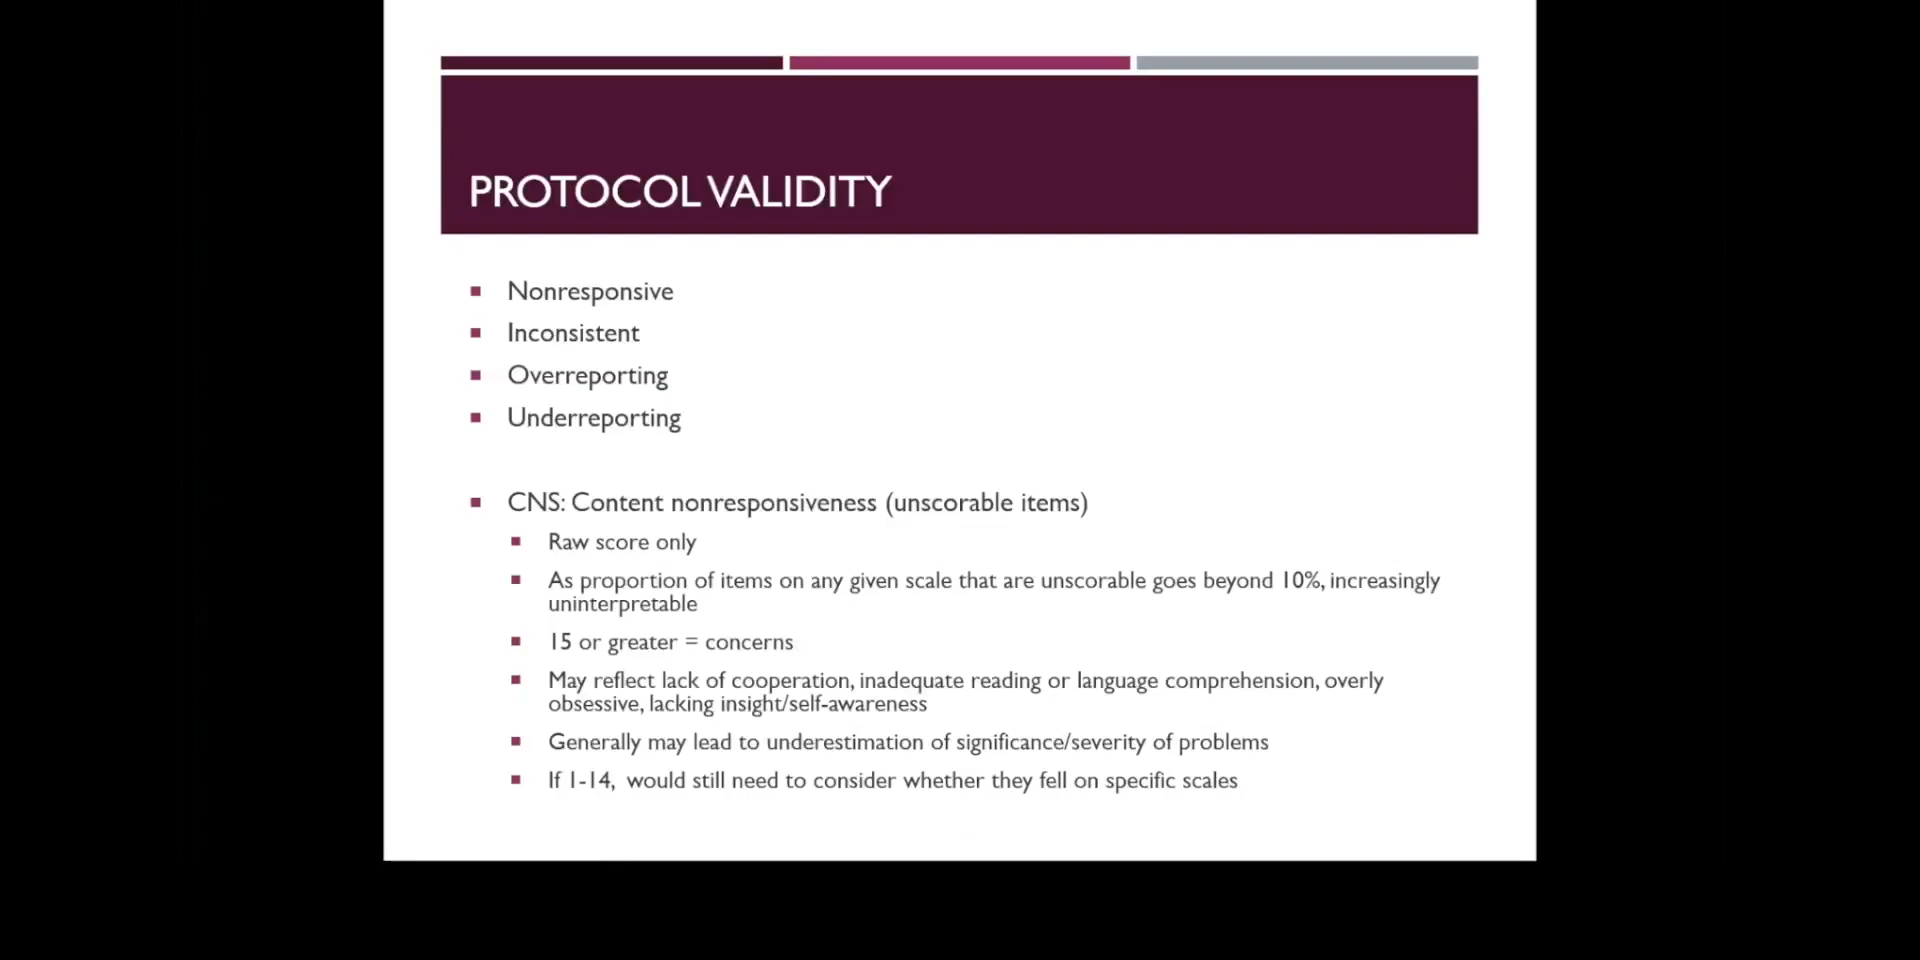 PROTOCOL VALIDITY
Nonresponsive
Inconsistent
Overreporting
Underreporting
CNS: Content nonresponsiveness (unscorable items)
Raw score only
As proportion of items on any given scale that are unscorable goes beyond 10%, increasingly
uninterpretable
15 or greater = concerns
May reflect lack of cooperation, inadequate reading or language comprehension, overly
obsessive, lacking insight/self-awareness
Generally may lead to underestimation of significance/severity of problems
If 1-14, would still need to consider whether they fell on specific scales